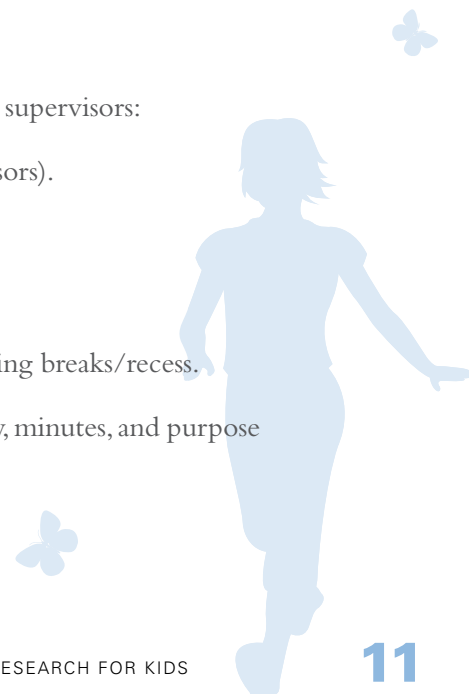 supervisors:
sors).
ing breaks/recess.
, minutes, and purpose
ESEARCH FOR KIDS
11